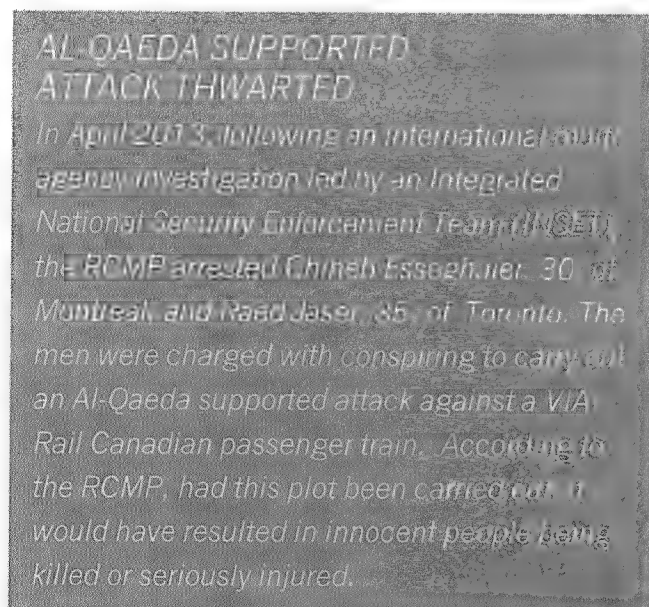 AL-QAEDA SUPPORTED
ATTACK THWARTED
In April 2013, following an international multi
agency investigation led by an Integrated
National Security Enforcement Team (INSET),
the RCMP arrested Chiheb Esseghaier, 30, of
Montreal, and Raed Jaser, 35, of Toronto. The
men were charged with conspiring to carry out
an Al-Qaeda supported attack against a VIA
Rail Canadian passenger train. According to
the RCMP, had this plot been carried out, it
would have resulted in innocent people being
killed or seriously injured.